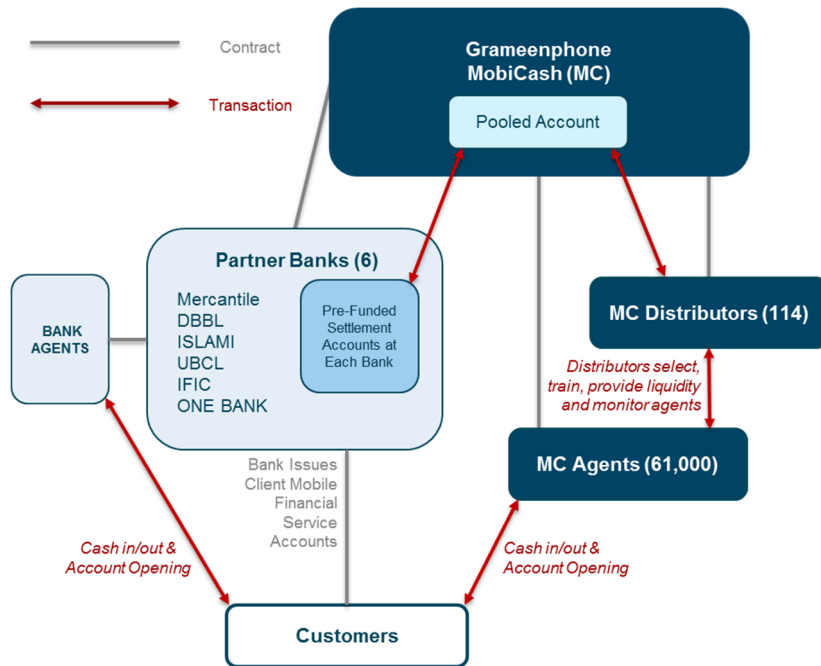 Contract
Transaction
Grameenphone
MobiCash (MC)
Pooled Account
Partner Banks (6)
Mercantile
DBBL
ISLAMI
UBCL
IFIC
ONE BANK
Pre-Funded
Settlement
Accounts at
Each Bank
BANK
AGENTS
MC Distributors (114)
Distributors select,
train, provide liquidity
and monitor agents
MC Agents (61,000)
Bank Issues
Client Mobile
Financial
Service
Accounts
Cash in/out &
Account Opening
Cash in/out &
Account Opening
Customers